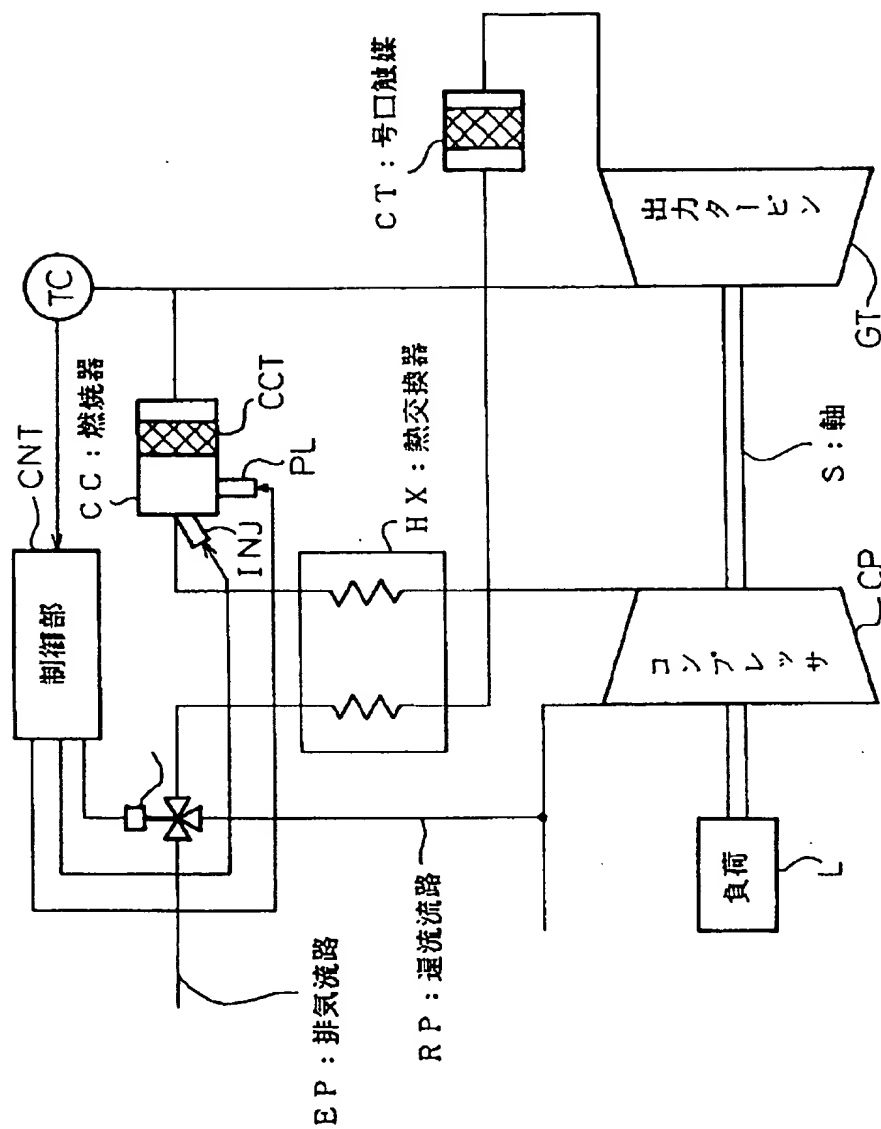 TC
CNT
制御部
CC：燃焼器
CCT
PL
INJ
CT：号口触媒
HX：熱交換器
出力タービン
GT
S：軸
コンプレッサ
CP
負荷
L
RP：還流流路
EP：排気流路